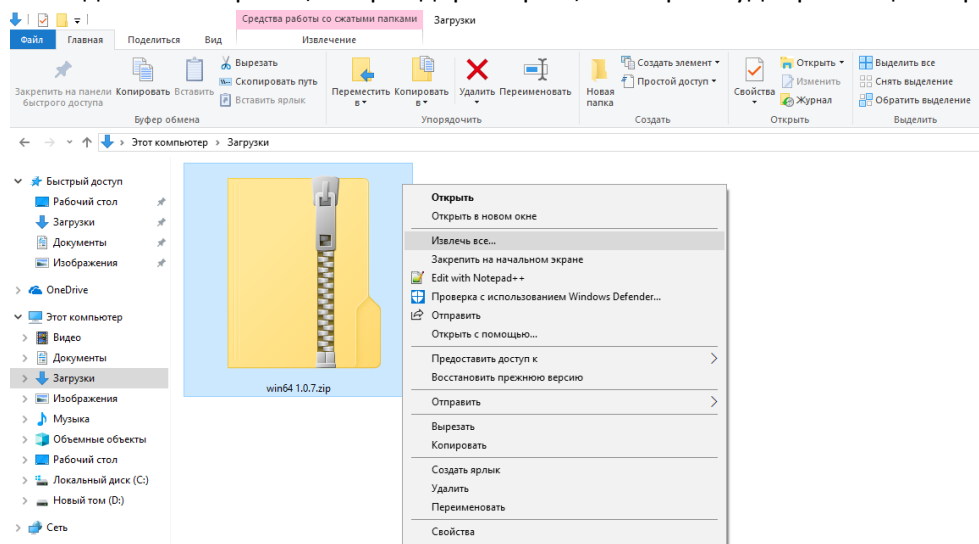 Средства работы со сжатыми папками Загрузки
Файл Главная Поделиться Вид Извлечение
Закрепить на панели быстрого доступа
Копировать
Вставить
Вырезать
Скопировать путь
Вставить ярлык
Буфер обмена
Переместить в
Копировать в
Удалить
Переименовать
Упорядочить
Новая папка
Создать элемент
Простой доступ
Создать
Свойства
Открыть
Изменить
Журнал
Открыть
Выделить все
Снять выделение
Обратить выделение
Выделить
Этот компьютер > Загрузки
Быстрый доступ
Рабочий стол
Загрузки
Документы
Изображения
OneDrive
Этот компьютер
Видео
Документы
Загрузки
Изображения
Музыка
Объемные объекты
Рабочий стол
Локальный диск (C:)
Новый том (D:)
Сеть
win64 1.0.7.zip
Открыть
Открыть в новом окне
Извлечь все...
Закрепить на начальном экране
Edit with Notepad++
Проверка с использованием Windows Defender...
Отправить
Открыть с помощью...
Предоставить доступ к
Восстановить прежнюю версию
Отправить
Вырезать
Копировать
Создать ярлык
Удалить
Переименовать
Свойства